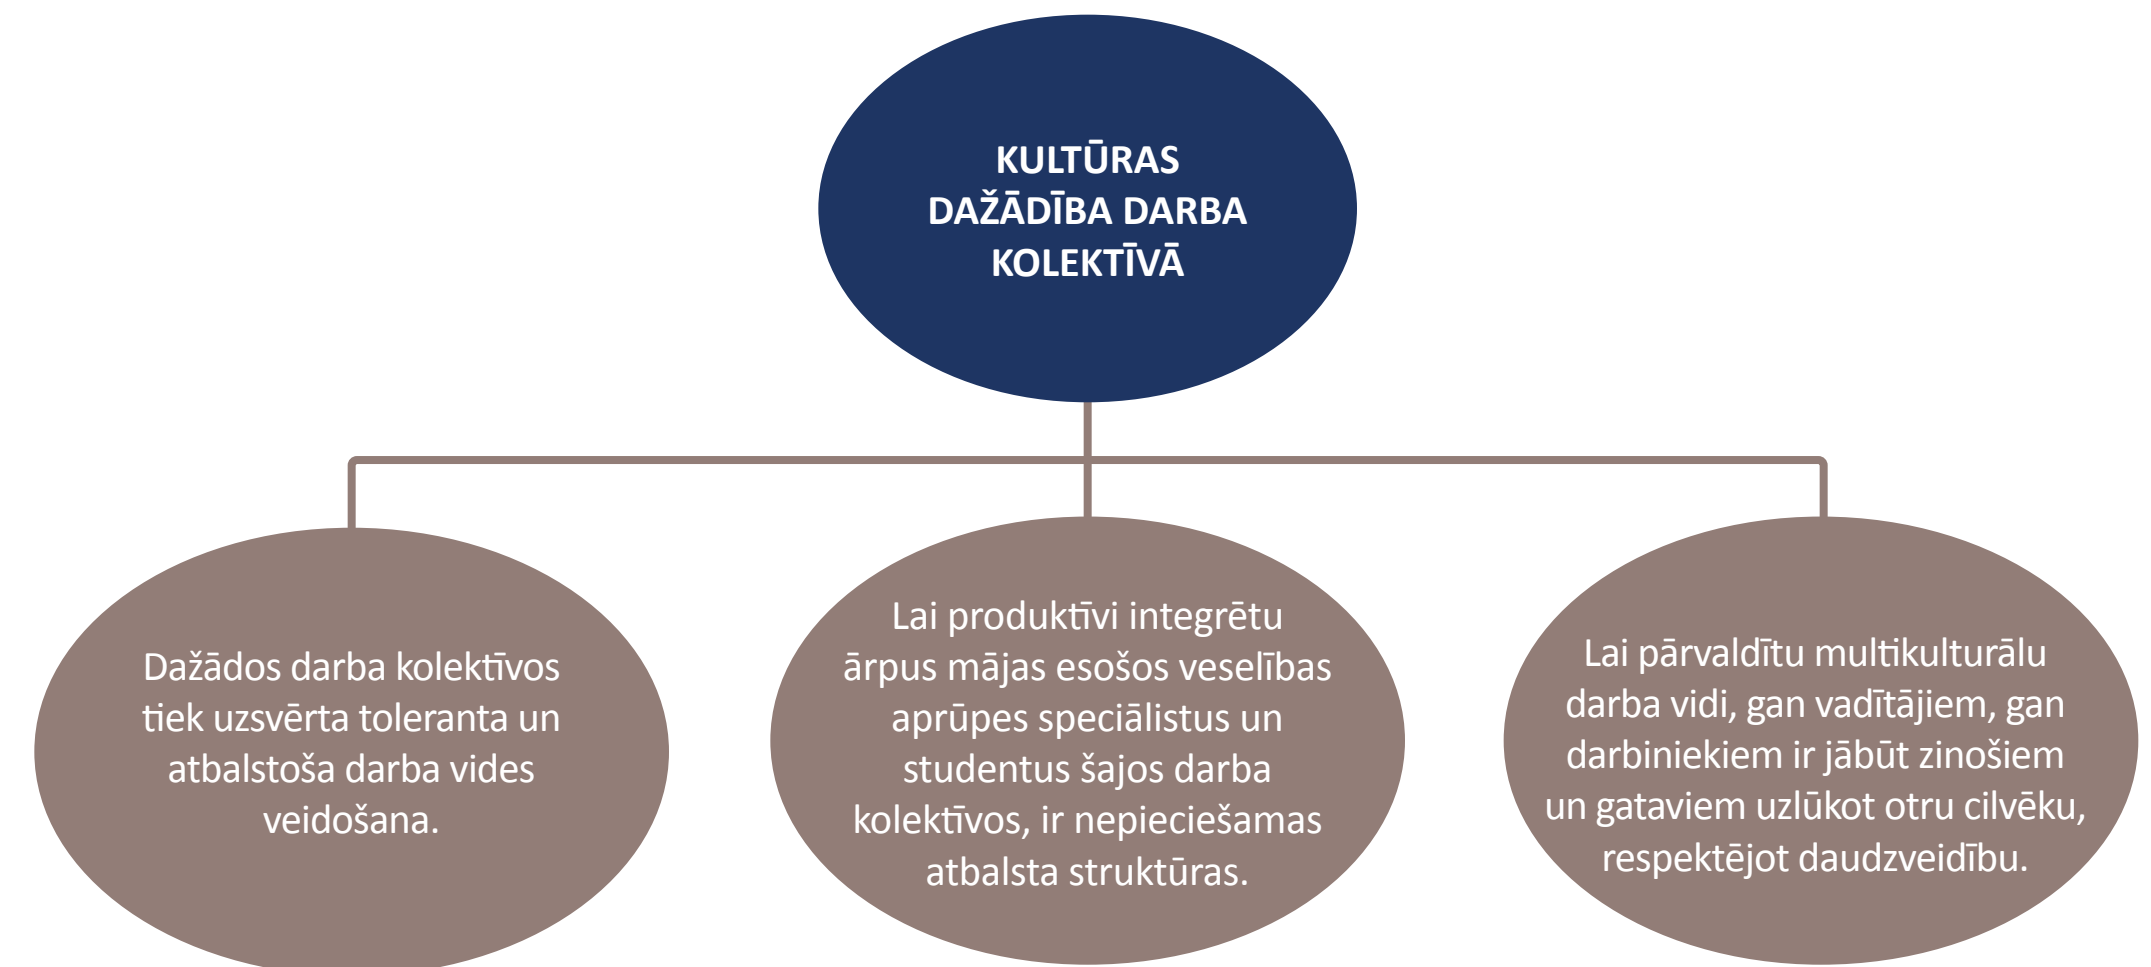 KULTŪRAS
DAŽĀDĪBA DARBA
KOLEKTĪVĀ
Dažādos darba kolektīvos
tiek uzsvērta toleranta un
atbalstoša darba vides
veidošana.
Lai produktīvi integrētu
ārpus mājas esošos veselības
aprūpes speciālistus un
studentus šajos darba
kolektīvos, ir nepieciešamas
atbalsta struktūras.
Lai pārvaldītu multikulturālu
darba vidi, gan vadītājiem, gan
darbiniekiem ir jābūt zinošiem
un gataviem uzlūkot otru cilvēku,
respektējot daudzveidību.